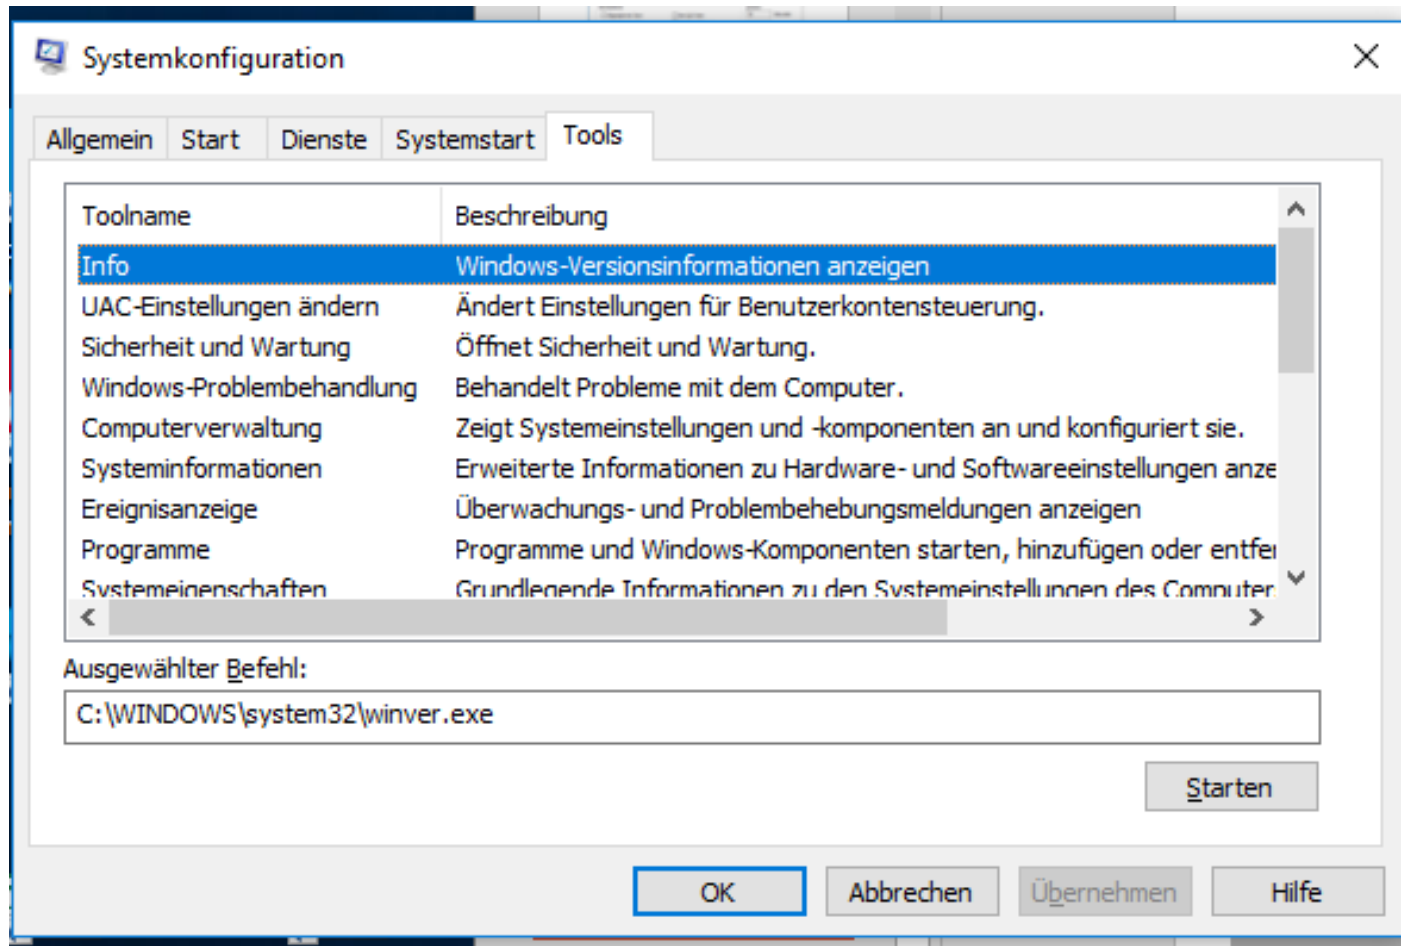 Systemkonfiguration
Allgemein Start Dienste Systemstart Tools
Toolname Beschreibung
Info Windows-Versionsinformationen anzeigen
UAC-Einstellungen ändern Ändert Einstellungen für Benutzerkontensteuerung.
Sicherheit und Wartung Öffnet Sicherheit und Wartung.
Windows-Problembehandlung Behandelt Probleme mit dem Computer.
Computerverwaltung Zeigt Systemeinstellungen und -komponenten an und konfiguriert sie.
Systeminformationen Erweiterte Informationen zu Hardware- und Softwareeinstellungen anze
Ereignisanzeige Überwachungs- und Problembehebungsmeldungen anzeigen
Programme Programme und Windows-Komponenten starten, hinzufügen oder entfer
Systemeigenschaften Grundlegende Informationen zu den Systemeinstellungen des Computer
Ausgewählter Befehl:
C:\WINDOWS\system32\winver.exe
Starten
OK Abbrechen Übernehmen Hilfe